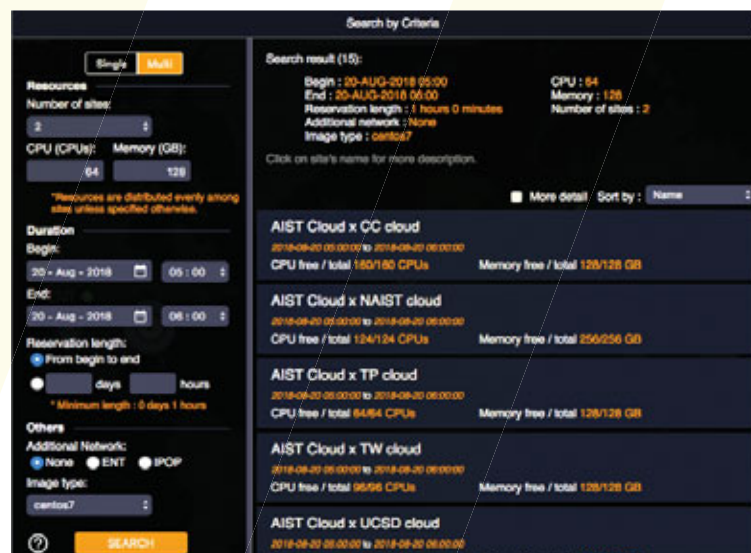 Search by Criteria
Single Multi
Resources
Number of sites:
2
CPU (CPUs): Memory (GB):
64 128
*Resources are distributed evenly among
sites unless specified otherwise.
Duration
Begin:
20 - Aug - 2018 05 : 00
End:
20 - Aug - 2018 06 : 00
Reservation length:
From begin to end
days hours
* Minimum length : 0 days 1 hours
Others
Additional Network:
None ENT IPOP
Image type:
centos7
? SEARCH
Search result (15):
Begin : 20-AUG-2018 05:00 CPU : 64
End : 20-AUG-2018 06:00 Memory : 128
Reservation length : 1 hours 0 minutes Number of sites : 2
Additional network : None
Image type : centos7
Click on site's name for more description.
More detail Sort by : Name
AIST Cloud x CC cloud
2018-08-20 05:00:00 to 2018-08-20 06:00:00
CPU free / total 160/160 CPUs Memory free / total 128/128 GB
AIST Cloud x NAIST cloud
2018-08-20 05:00:00 to 2018-08-20 06:00:00
CPU free / total 124/124 CPUs Memory free / total 256/256 GB
AIST Cloud x TP cloud
2018-08-20 05:00:00 to 2018-08-20 06:00:00
CPU free / total 64/64 CPUs Memory free / total 128/128 GB
AIST Cloud x TW cloud
2018-08-20 05:00:00 to 2018-08-20 06:00:00
CPU free / total 96/96 CPUs Memory free / total 128/128 GB
AIST Cloud x UCSD cloud
2018-08-20 05:00:00 to 2018-08-20 06:00:00